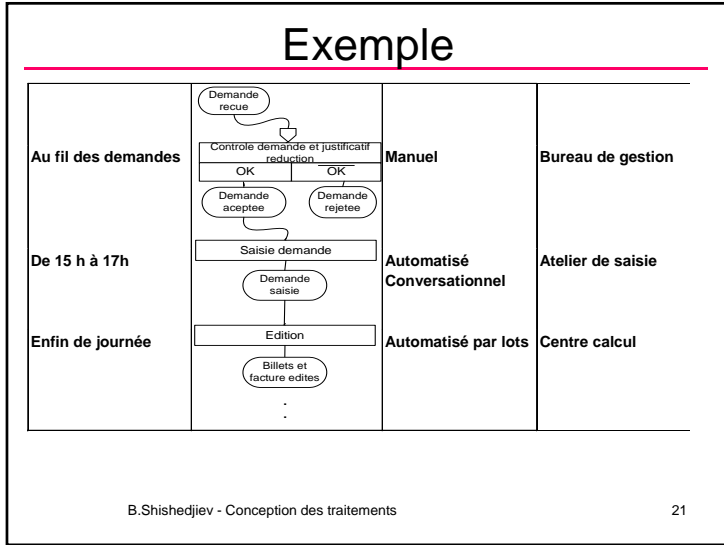 Exemple
Demande
recue
Au fil des demandes
Controle demande et justificatif
reduction
OK
OK
Manuel
Bureau de gestion
Demande
aceptee
Demande
rejetee
De 15 h à 17h
Saisie demande
Automatisé
Conversationnel
Atelier de saisie
Demande
saisie
Enfin de journée
Edition
Automatisé par lots
Centre calcul
Billets et
facture edites
.
.
B.Shishedjiev - Conception des traitements
21